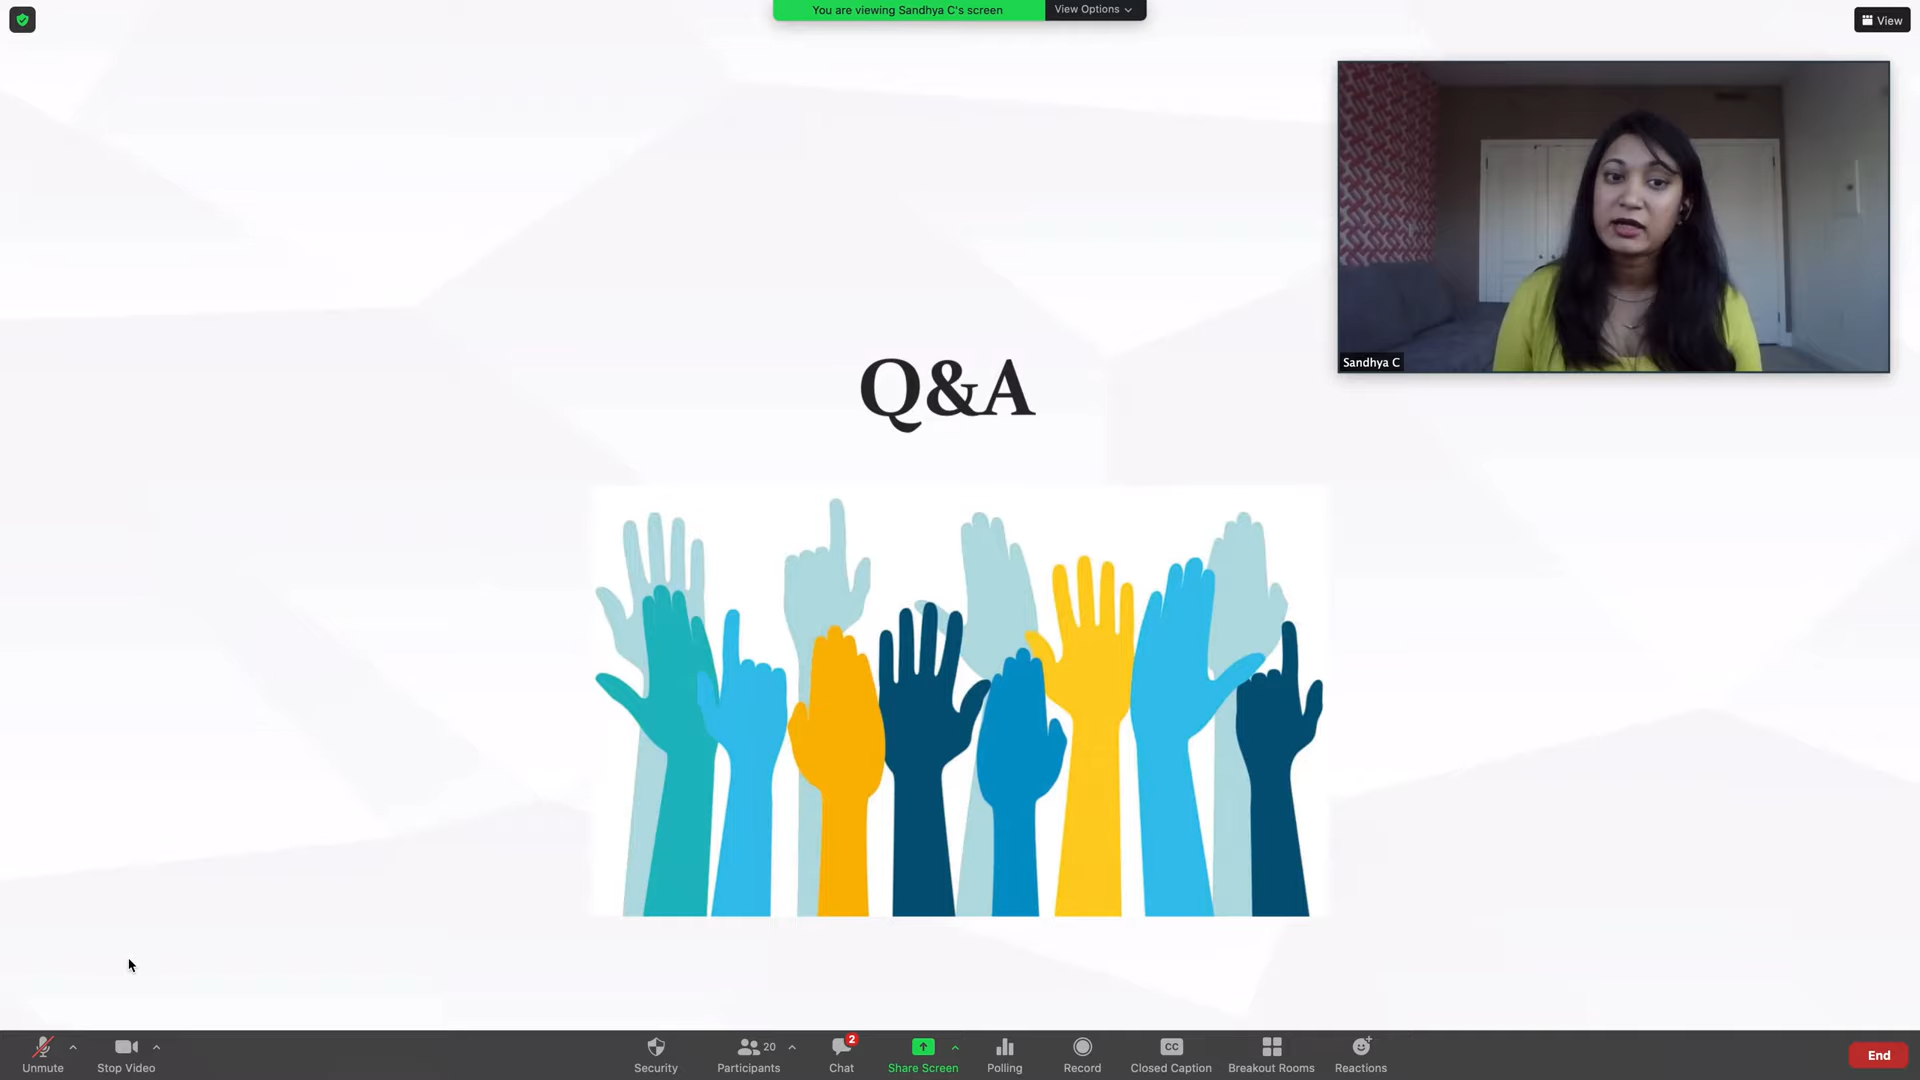 You are viewing Sandhya C's screen
View Options
View
Sandhya C
Q&A
Unmute
Stop Video
Security
20
Participants
2
Chat
Share Screen
Polling
Record
CC
Closed Caption
Breakout Rooms
Reactions
End